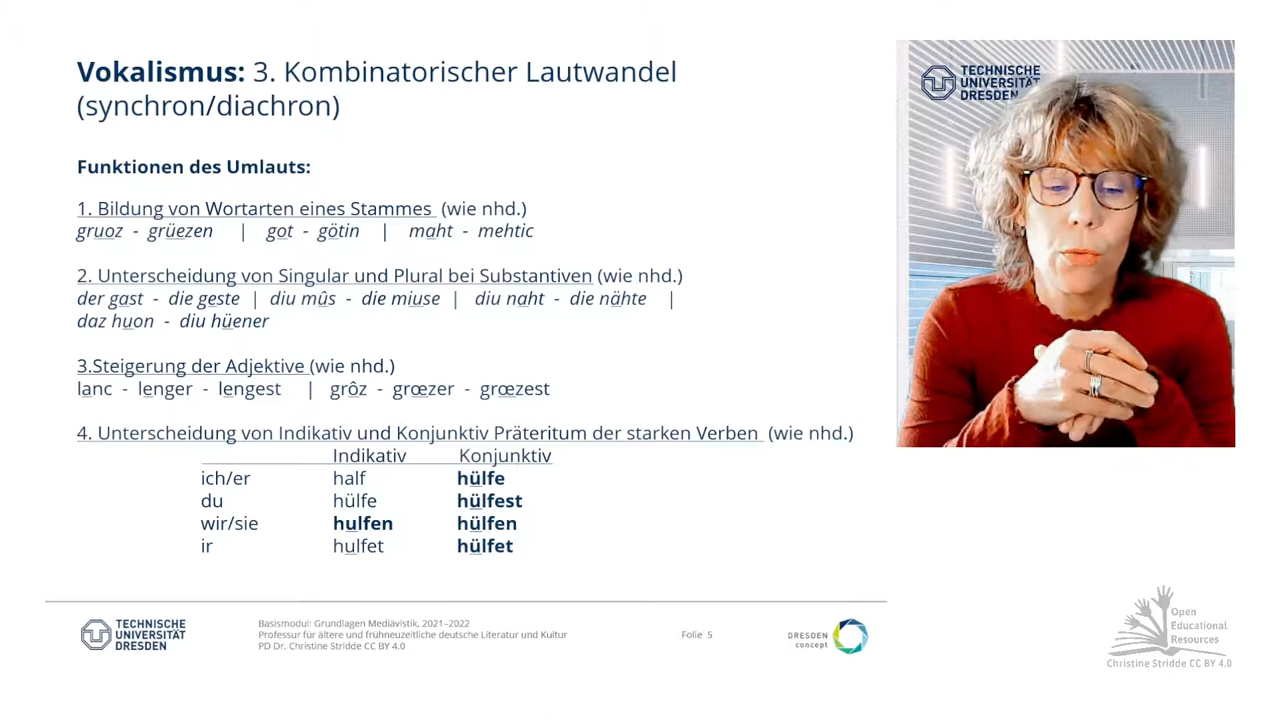 Vokalismus: 3. Kombinatorischer Lautwandel
(synchron/diachron)
Funktionen des Umlauts:
1. Bildung von Wortarten eines Stammes (wie nhd.)
gruoz - grüezen | got - götin | maht - mehtic
2. Unterscheidung von Singular und Plural bei Substantiven (wie nhd.)
der gast - die geste | diu mûs - die miuse | diu naht - die nähte |
daz huon - diu hüener
3.Steigerung der Adjektive (wie nhd.)
lanc - lenger - lengest | grôz - grœzer - grœzest
4. Unterscheidung von Indikativ und Konjunktiv Präteritum der starken Verben (wie nhd.)
Indikativ Konjunktiv
ich/er half hülfe
du hülfe hülfest
wir/sie hulfen hülfen
ir hulfet hülfet
TECHNISCHE
UNIVERSITÄT
DRESDEN
TECHNISCHE
UNIVERSITÄT
DRESDEN
Basismodul: Grundlagen Mediävistik, 2021–2022
Professur für ältere und frühneuzeitliche deutsche Literatur und Kultur
PD Dr. Christine Stridde CC BY 4.0
Folie 5
DRESDEN
concept
Open
Educational
Resources
Christine Stridde CC BY 4.0